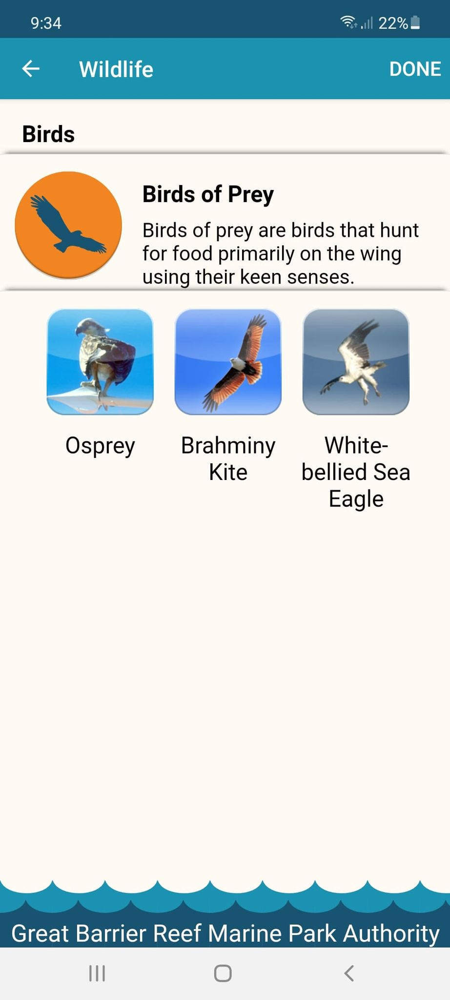 9:34
22%
Wildlife
DONE
Birds
Birds of Prey
Birds of prey are birds that hunt
for food primarily on the wing
using their keen senses.
Osprey
Brahminy
Kite
White-
bellied Sea
Eagle
Great Barrier Reef Marine Park Authority